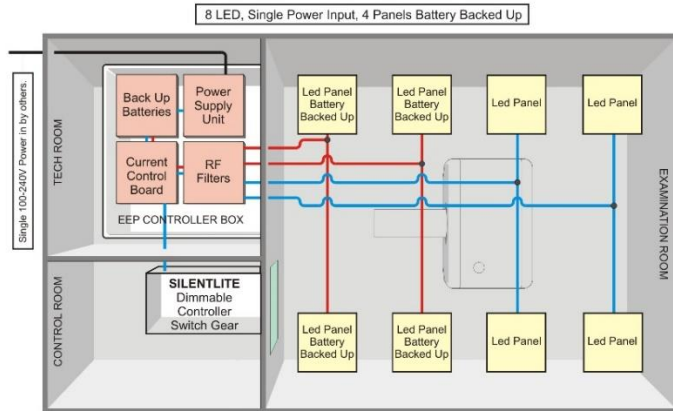 8 LED, Single Power Input, 4 Panels Battery Backed Up
Single 100-240V Power in by others.
TECH ROOM
Back Up
Batteries
Power
Supply
Unit
Current
Control
Board
RF
Filters
EEP CONTROLLER BOX
CONTROL ROOM
SILENTLITE
Dimmable
Controller
Switch Gear
Led Panel
Battery
Backed Up
Led Panel
Battery
Backed Up
Led Panel
Led Panel
EXAMINATION ROOM
Led Panel
Battery
Backed Up
Led Panel
Battery
Backed Up
Led Panel
Led Panel